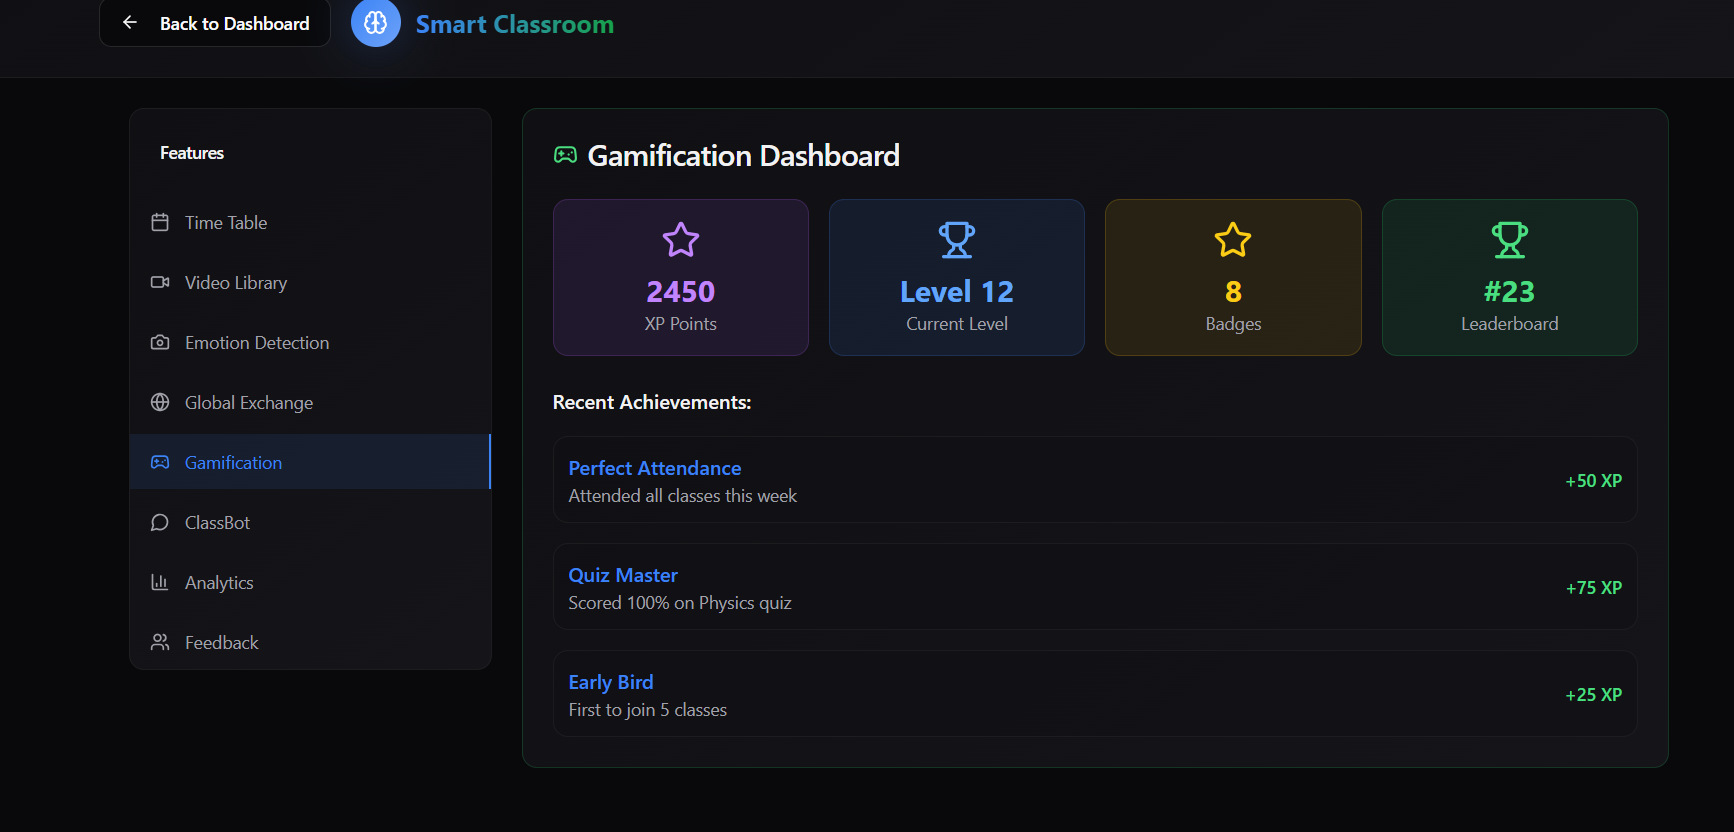 Back to Dashboard
Smart Classroom
Features
Time Table
Video Library
Emotion Detection
Global Exchange
Gamification
ClassBot
Analytics
Feedback
Gamification Dashboard
2450
XP Points
Level 12
Current Level
8
Badges
#23
Leaderboard
Recent Achievements:
Perfect Attendance
Attended all classes this week
+50 XP
Quiz Master
Scored 100% on Physics quiz
+75 XP
Early Bird
First to join 5 classes
+25 XP